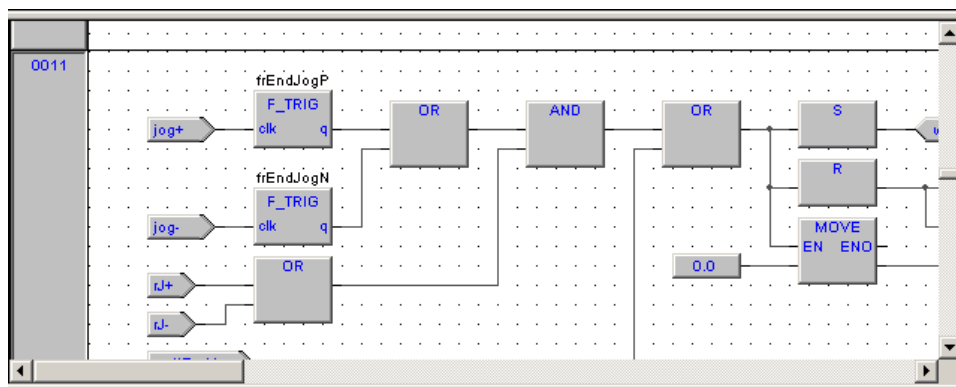 0011
frEndJogP
F_TRIG
OR
AND
OR
S
jog+
clk q
frEndJogN
R
F_TRIG
jog-
clk q
MOVE
EN ENO
OR
0.0
rJ+
rJ-